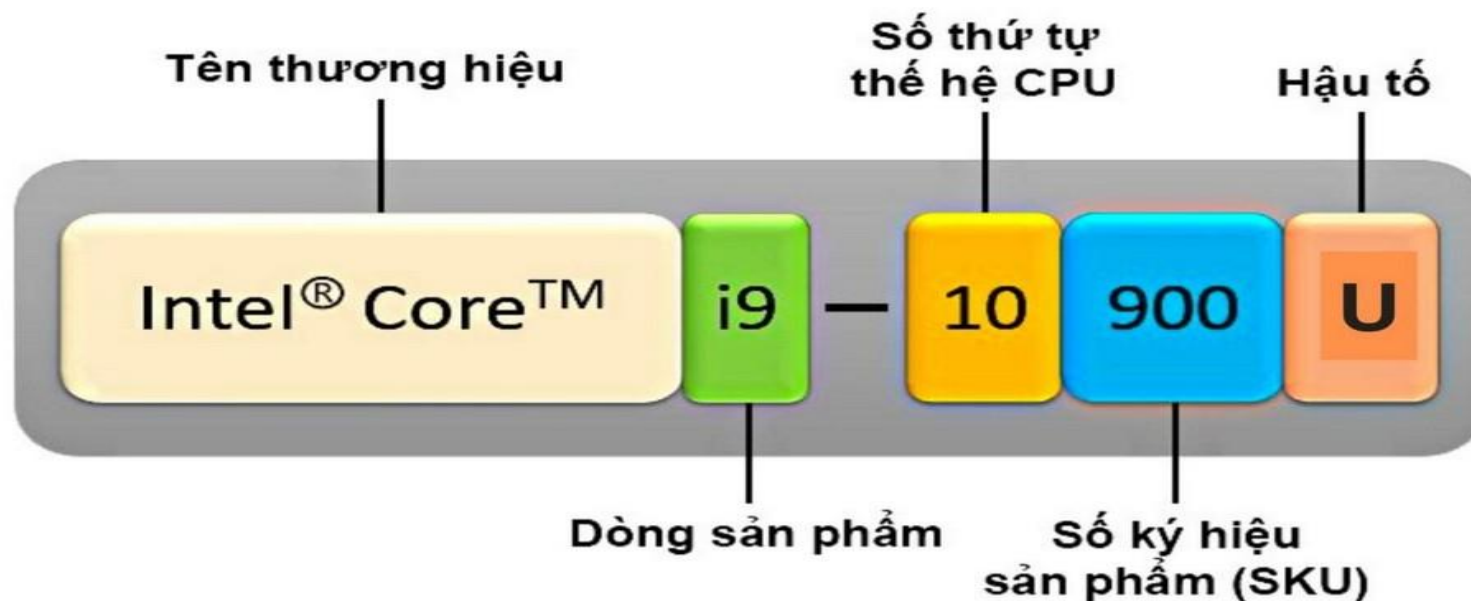 Tên thương hiệu
Số thứ tự
thế hệ CPU
Hậu tố
Intel® Core™ i9 – 10 900 U
Dòng sản phẩm
Số ký hiệu
sản phẩm (SKU)